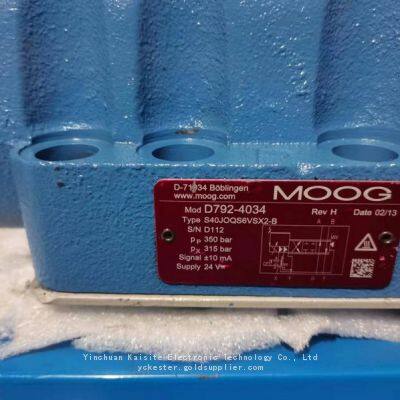 D-71034 Böblingen
www.moog.com
MOOG
Mod D792-4034
Rev H Date 02/13
Type S40JOQS6VSX2-B
S/N D112
pP 350 bar
pX 315 bar
Signal ±10 mA
Supply 24 V
A B
Yinchuan Kaisite Electronic Technology Co., Ltd
yckester.goldsupplier.com